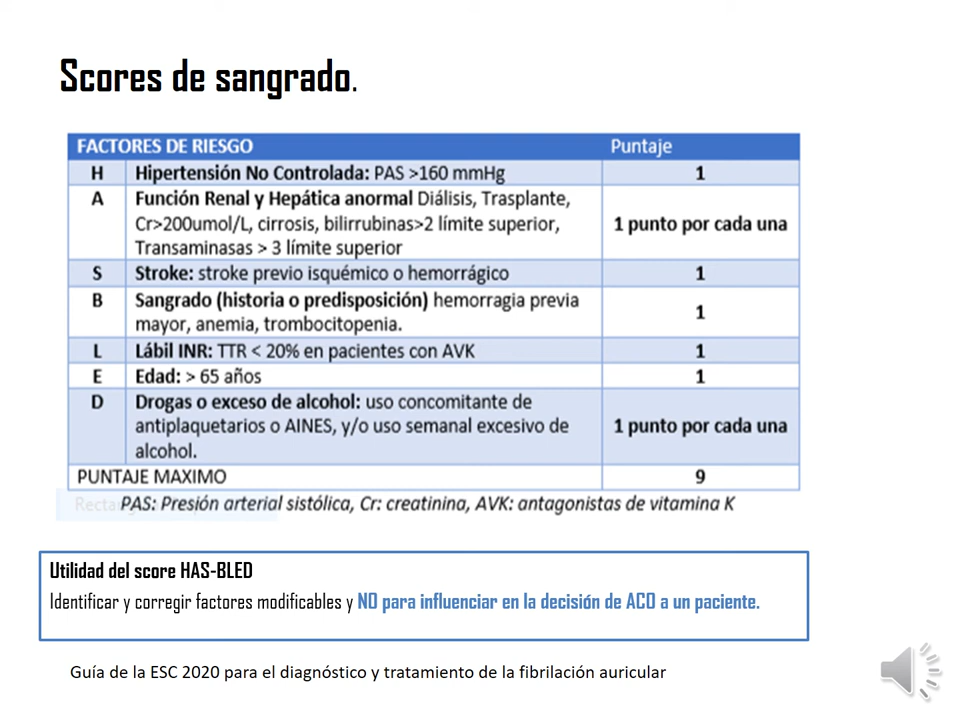 Scores de sangrado.
FACTORES DE RIESGO Puntaje
H Hipertensión No Controlada: PAS >160 mmHg 1
A Función Renal y Hepática anormal Diálisis, Trasplante,
Cr>200umol/L, cirrosis, bilirrubinas>2 límite superior,
Transaminasas > 3 límite superior
1 punto por cada una
S Stroke: stroke previo isquémico o hemorrágico 1
B Sangrado (historia o predisposición) hemorragia previa
mayor, anemia, trombocitopenia.
1
L Lábil INR: TTR < 20% en pacientes con AVK 1
E Edad: > 65 años 1
D Drogas o exceso de alcohol: uso concomitante de
antiplaquetarios o AINES, y/o uso semanal excesivo de
alcohol.
1 punto por cada una
PUNTAJE MAXIMO 9
PAS: Presión arterial sistólica, Cr: creatinina, AVK: antagonistas de vitamina K
Utilidad del score HAS-BLED
Identificar y corregir factores modificables y NO para influenciar en la decisión de ACO a un paciente.
Guía de la ESC 2020 para el diagnóstico y tratamiento de la fibrilación auricular